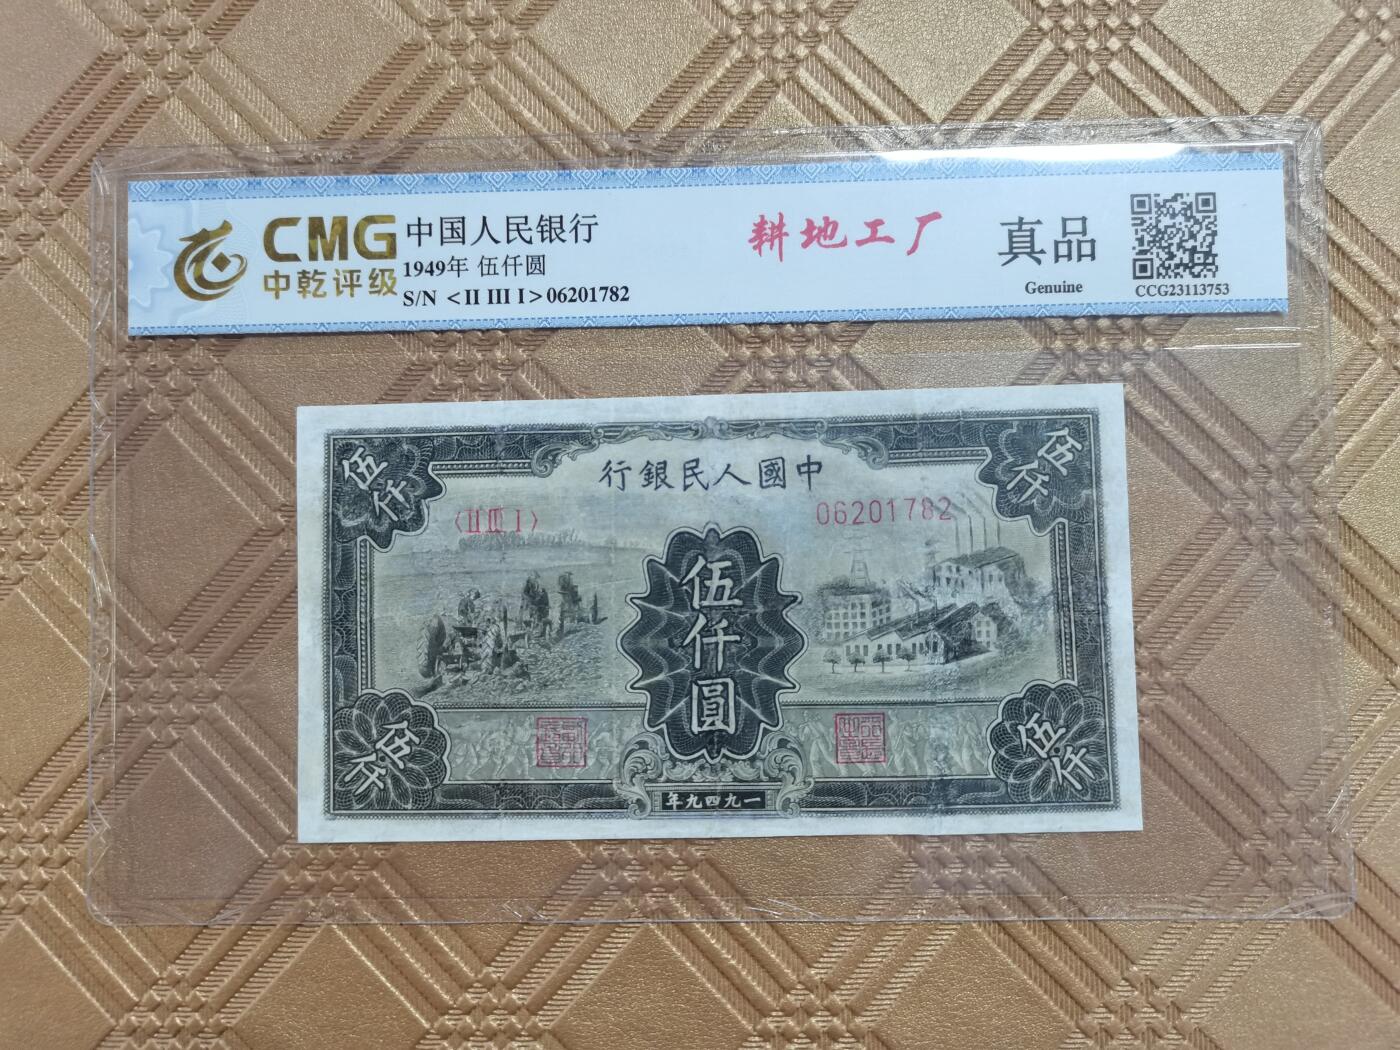 CMG
中乾评级
中国人民银行
1949年 伍仟圆
S/N <II III I>06201782
耕地工厂
真品
Genuine
CCG23113753
伍仟
伍仟
行銀民人國中
〈II III I〉
06201782
伍仟圓
伍仟
伍仟
年九四九一